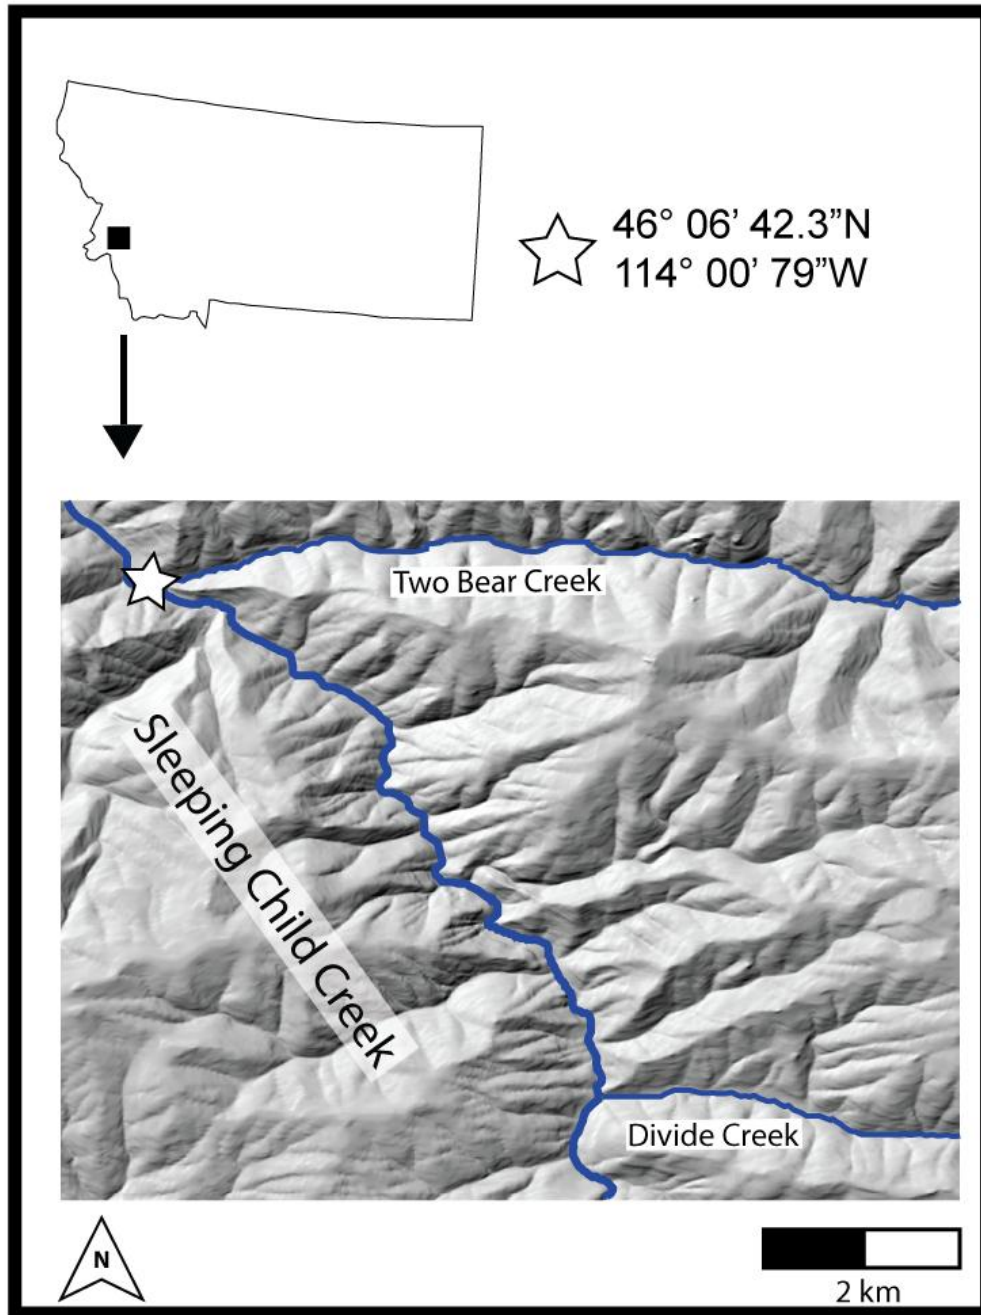 46° 06’ 42.3”N
114° 00’ 79”W
Two Bear Creek
Sleeping Child Creek
Divide Creek
N
2 km